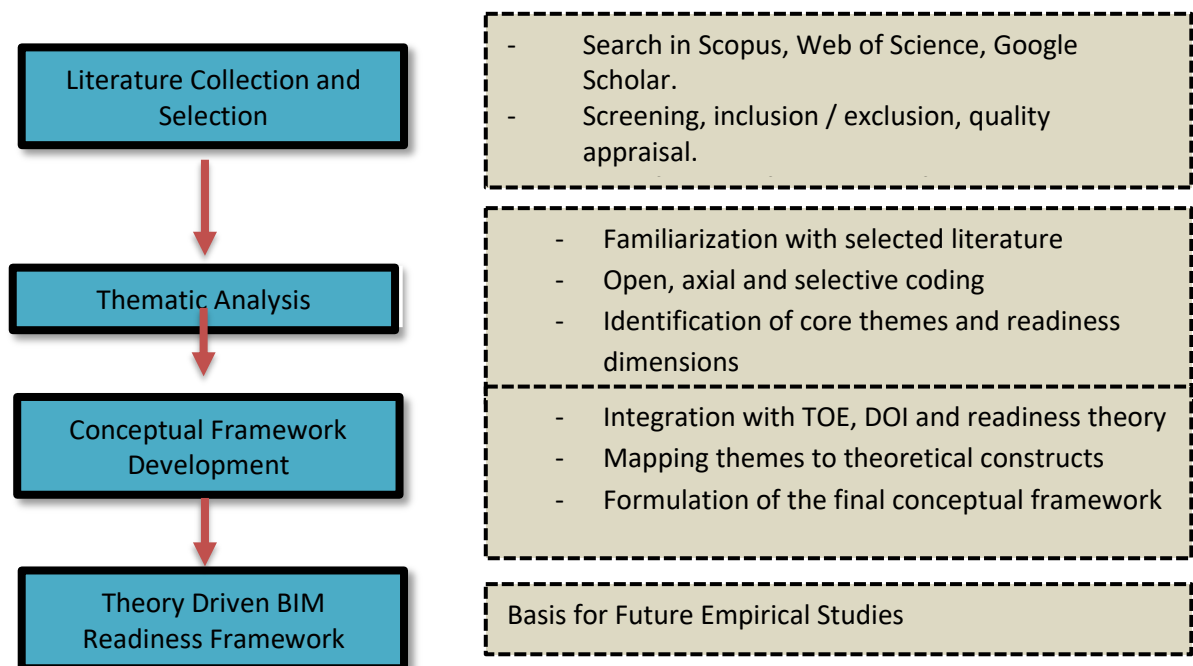 Literature Collection and
Selection
- Search in Scopus, Web of Science, Google
Scholar.
- Screening, inclusion / exclusion, quality
appraisal.
Thematic Analysis
- Familiarization with selected literature
- Open, axial and selective coding
- Identification of core themes and readiness
dimensions
Conceptual Framework
Development
- Integration with TOE, DOI and readiness theory
- Mapping themes to theoretical constructs
- Formulation of the final conceptual framework
Theory Driven BIM
Readiness Framework
Basis for Future Empirical Studies